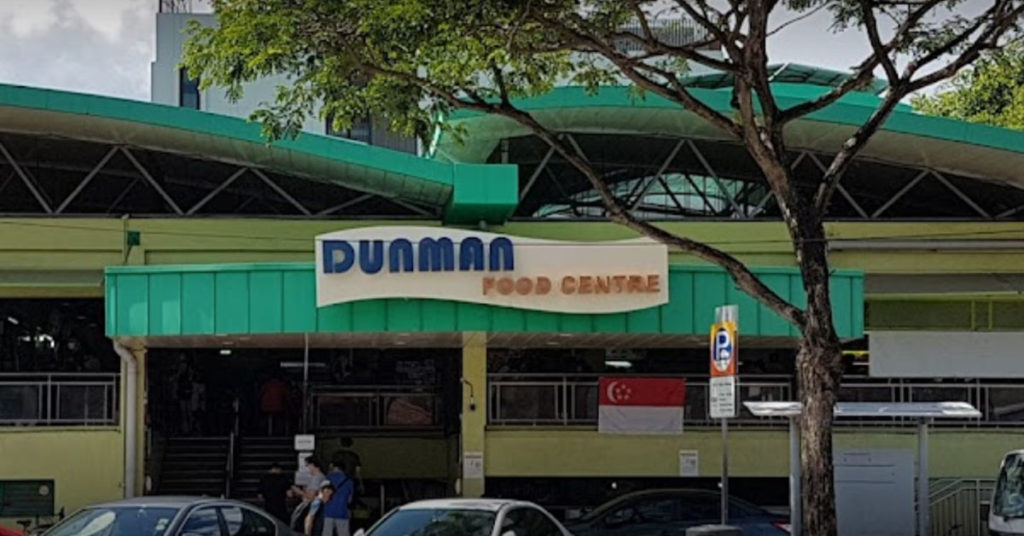 DUNMAN
FOOD CENTRE
P